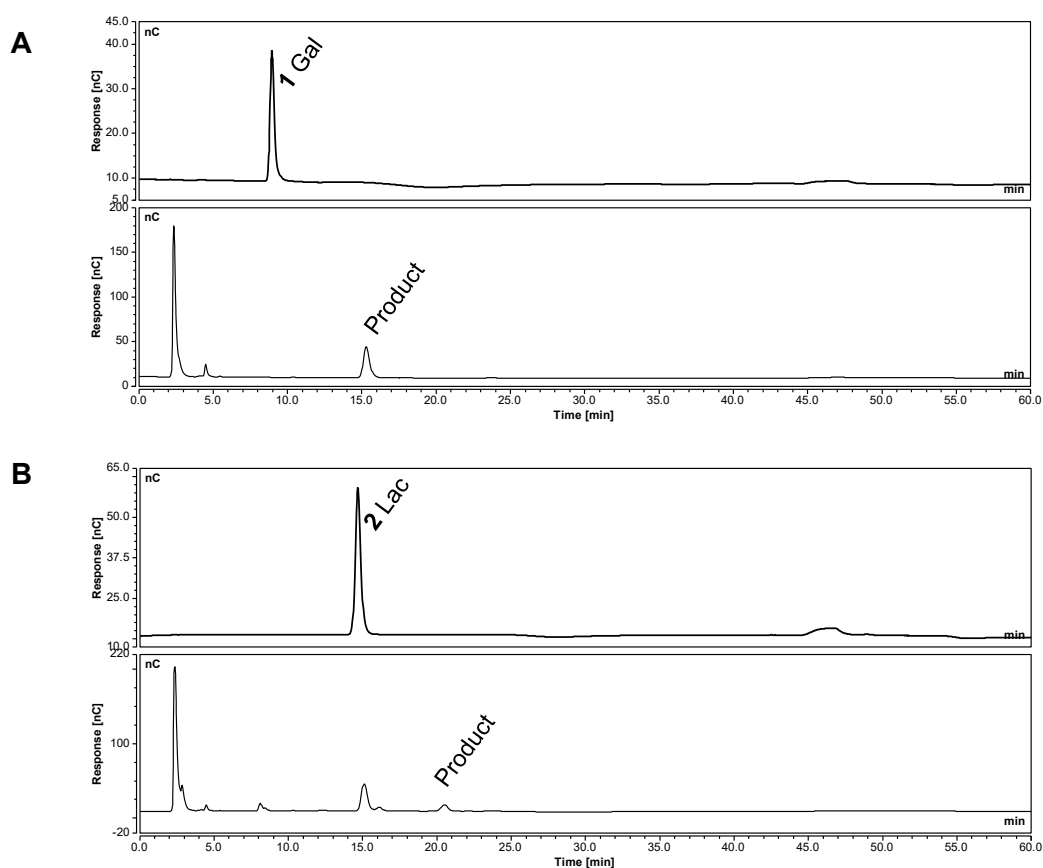 A
nC
45.0
40.0
30.0
20.0
10.0
5.0
Response [nC]
1 Gal
min
nC
200
150
100
50
0
Response [nC]
Product
min
0.0 5.0 10.0 15.0 20.0 25.0 30.0 35.0 40.0 45.0 50.0 55.0 60.0
Time [min]
B
nC
65.0
50.0
37.5
25.0
10.0
Response [nC]
2 Lac
min
nC
220
100
-20
Response [nC]
Product
min
0.0 5.0 10.0 15.0 20.0 25.0 30.0 35.0 40.0 45.0 50.0 55.0 60.0
Time [min]